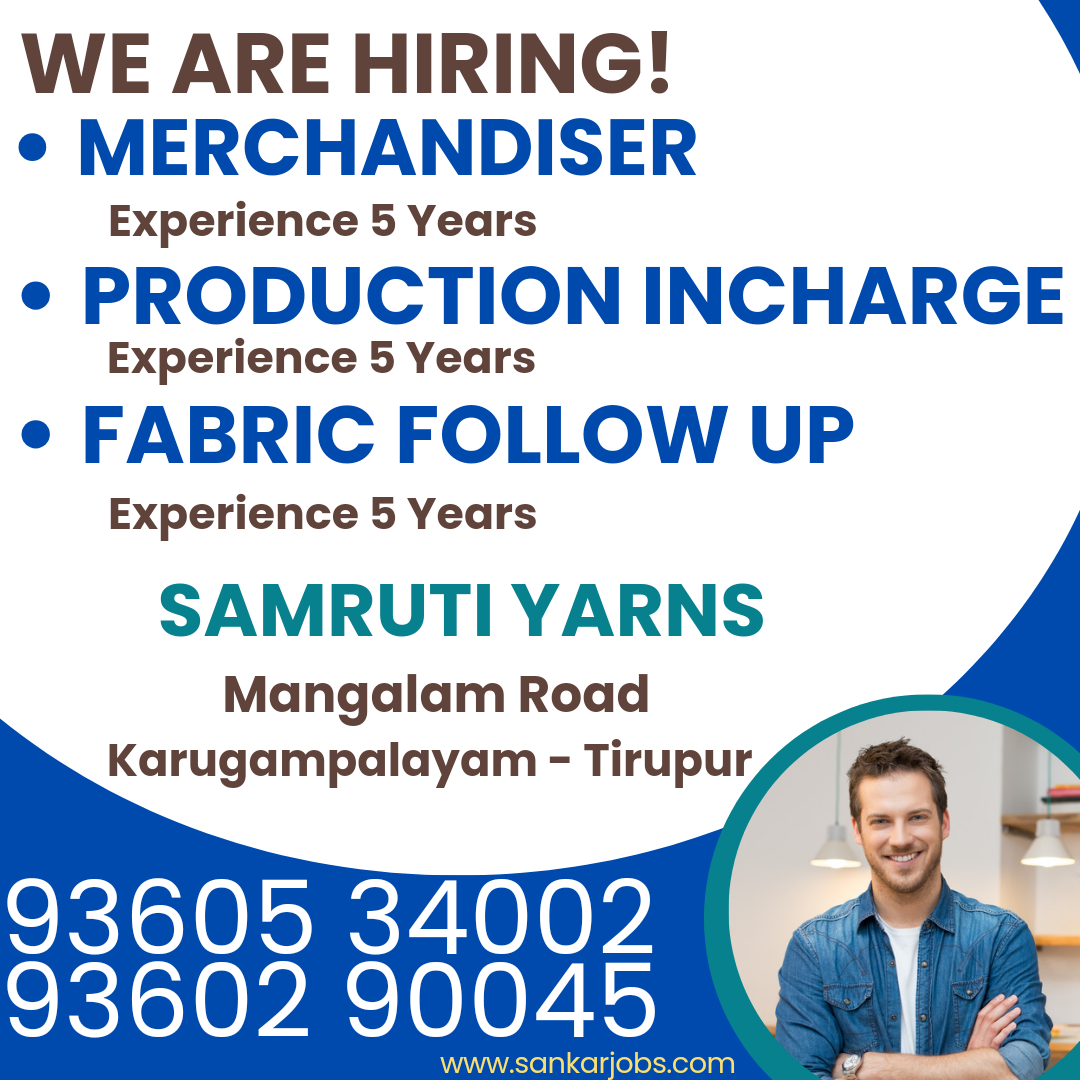 WE ARE HIRING!
• MERCHANDISER
Experience 5 Years
• PRODUCTION INCHARGE
Experience 5 Years
• FABRIC FOLLOW UP
Experience 5 Years
SAMRUTI YARNS
Mangalam Road
Karugampalayam - Tirupur
93605 34002
93602 90045
www.sankarjobs.com